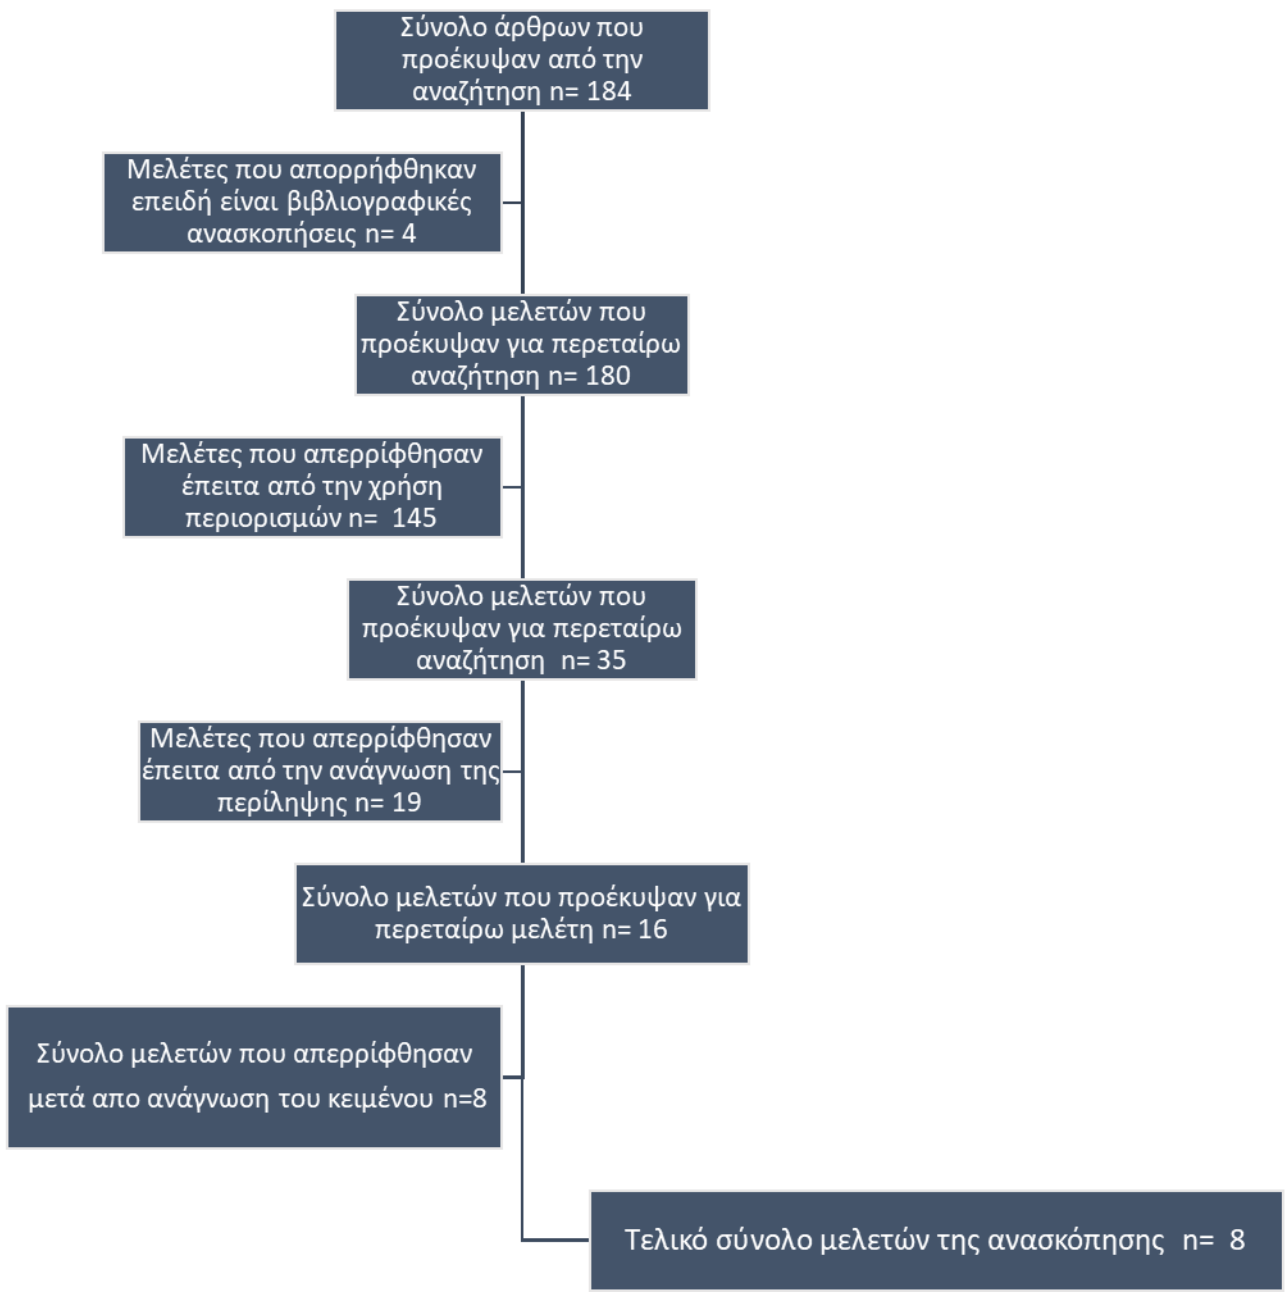 Σύνολο άρθρων που
προέκυψαν από την
αναζήτηση n= 184
Μελέτες που απορρήφθηκαν
επειδή είναι βιβλιογραφικές
ανασκοπήσεις n= 4
Σύνολο μελετών που
προέκυψαν για περεταίρω
αναζήτηση n= 180
Μελέτες που απερρίφθησαν
έπειτα από την χρήση
περιορισμών n=  145
Σύνολο μελετών που
προέκυψαν για περεταίρω
αναζήτηση  n= 35
Μελέτες που απερρίφθησαν
έπειτα από την ανάγνωση της
περίληψης n= 19
Σύνολο μελετών που προέκυψαν για
περεταίρω μελέτη n= 16
Σύνολο μελετών που απερρίφθησαν
μετά απο ανάγνωση του κειμένου n=8
Τελικό σύνολο μελετών της ανασκόπησης  n=  8